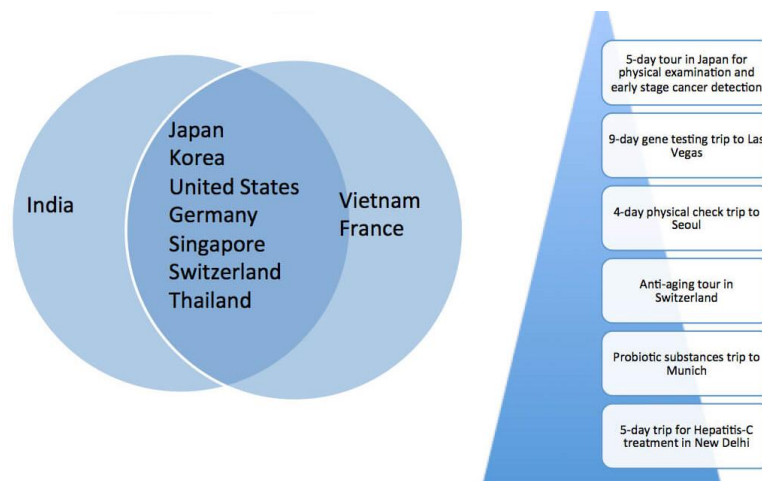 India
Japan
Korea
United States
Germany
Singapore
Switzerland
Thailand
Vietnam
France
5-day tour in Japan for
physical examination and
early stage cancer detection
9-day gene testing trip to Las
Vegas
4-day physical check trip to
Seoul
Anti-aging tour in
Switzerland
Probiotic substances trip to
Munich
5-day trip for Hepatitis-C
treatment in New Delhi